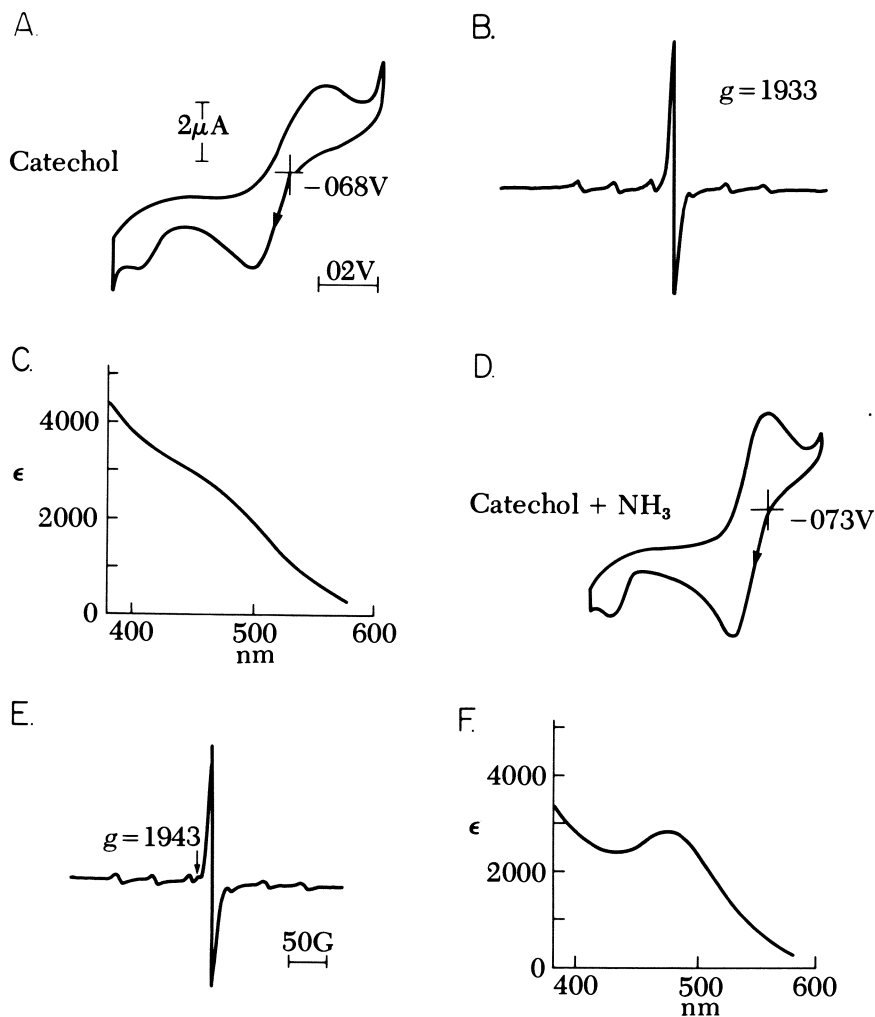 A.
2μA
Catechol
-068V
02V
B.
g=1933
C.
4000
ϵ
2000
0
400 500 600
nm
D.
Catechol + NH₃
-073V
E.
g=1943
50G
F.
4000
ϵ
2000
0
400 500 600
nm